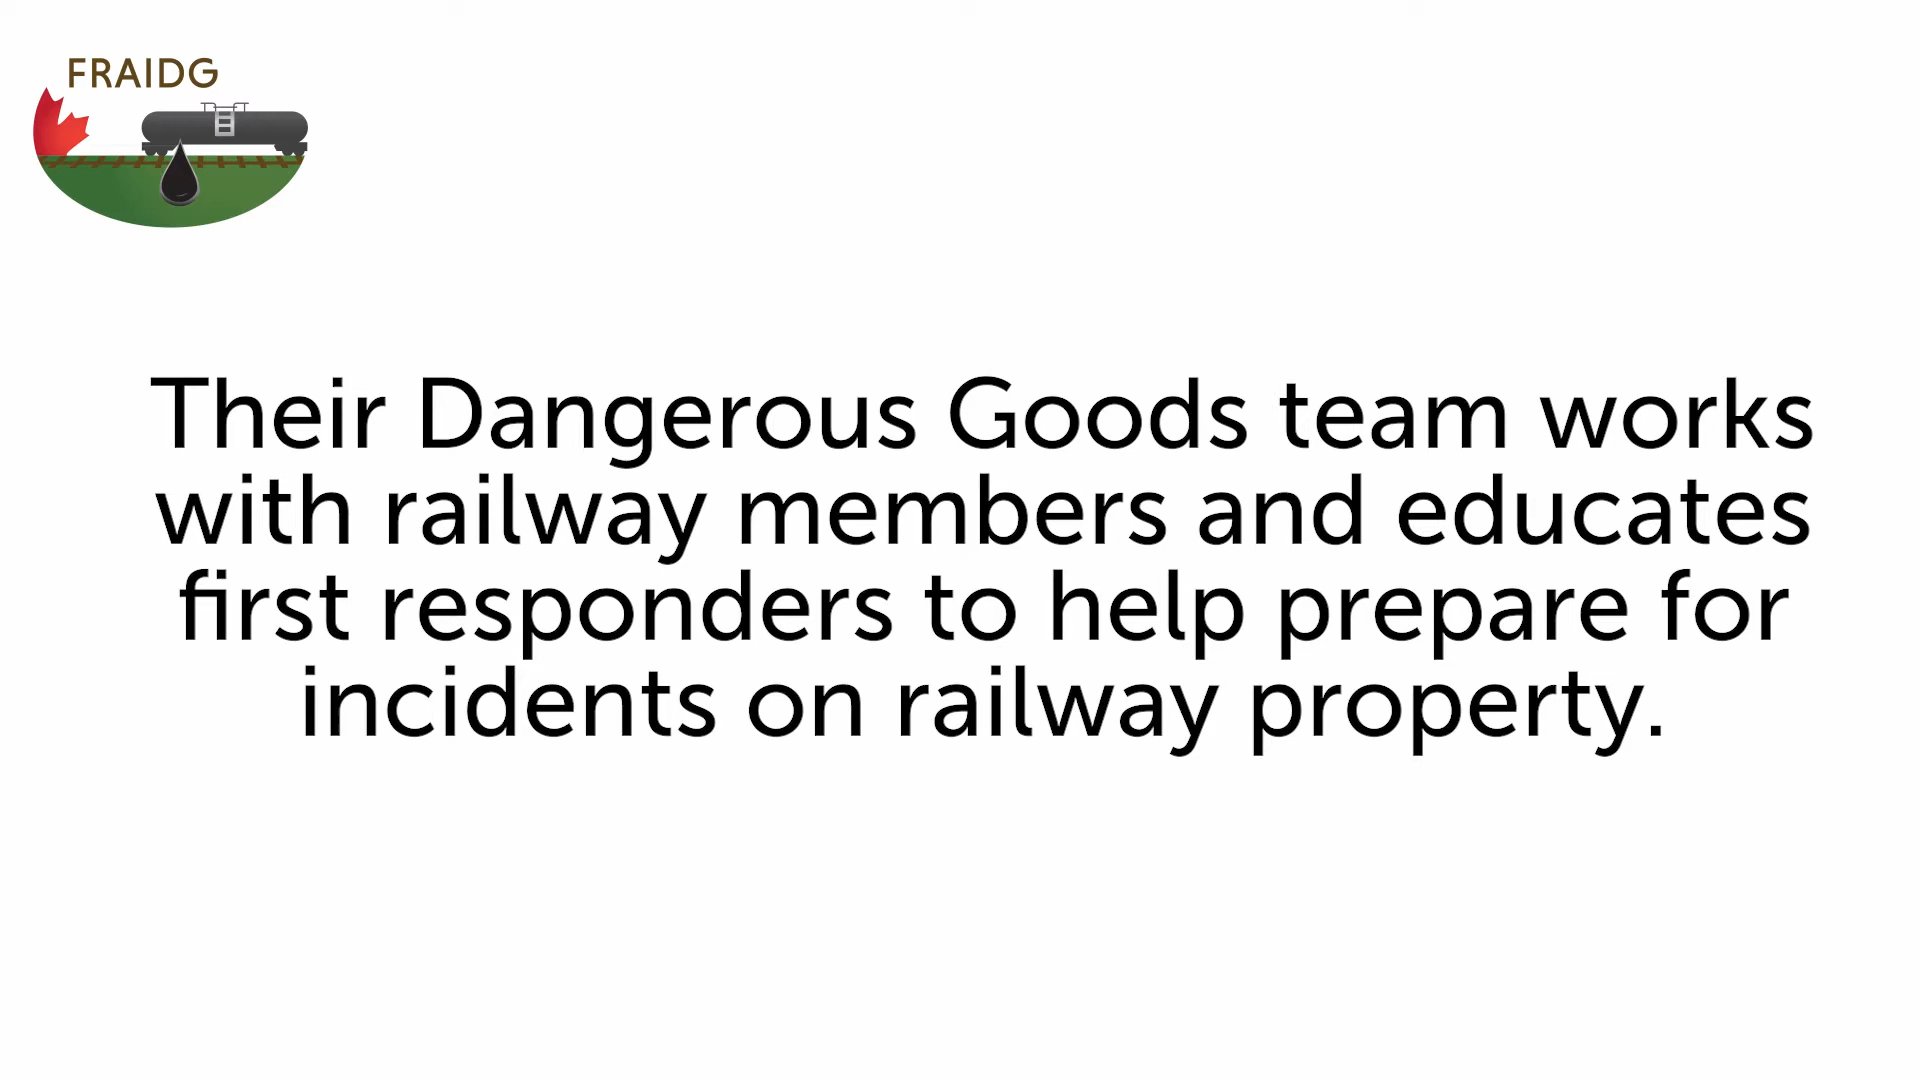 FRAIDG
Their Dangerous Goods team works
with railway members and educates
first responders to help prepare for
incidents on railway property.